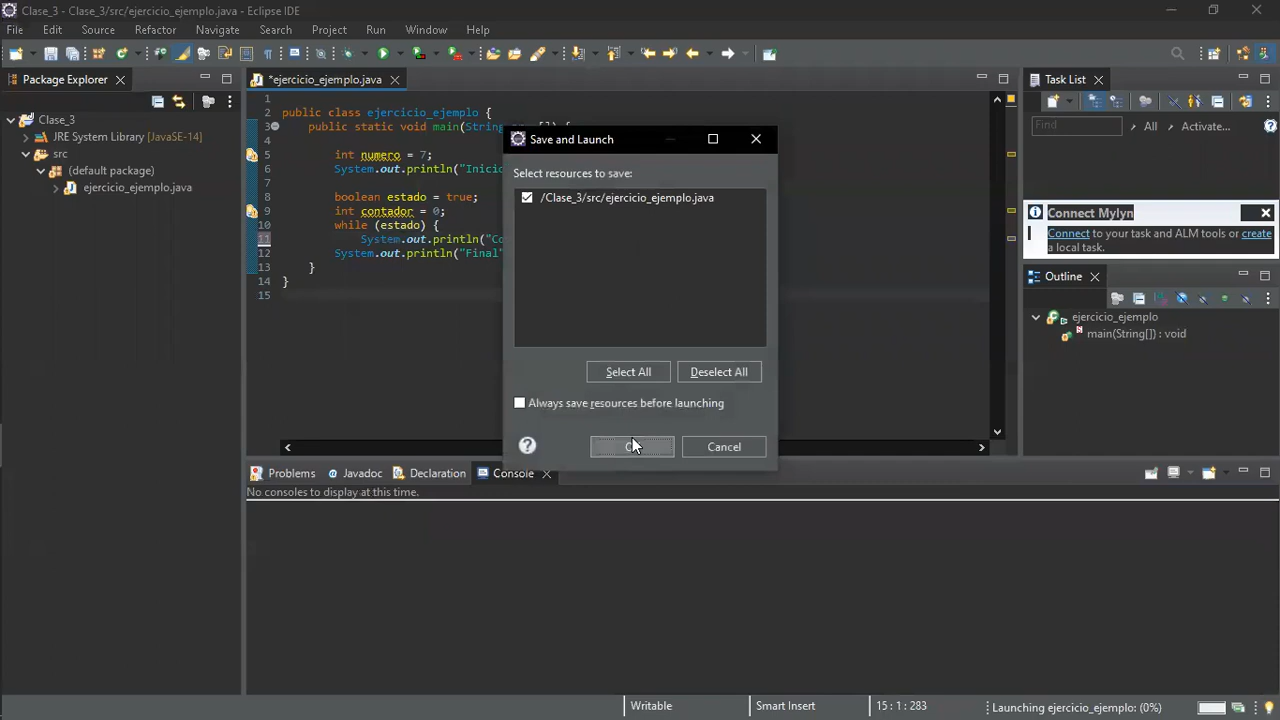 Clase_3 - Clase_3/src/ejercicio_ejemplo.java - Eclipse IDE
File Edit Source Refactor Navigate Search Project Run Window Help
Package Explorer
*ejercicio_ejemplo.java
Task List
Clase_3
JRE System Library [JavaSE-14]
src
(default package)
ejercicio_ejemplo.java
1
2 public class ejercicio_ejemplo {
3 public static void main(String
4
5 int numero = 7;
6 System.out.println("Inicio
7
8 boolean estado = true;
9 int contador = 0;
10 while (estado) {
11 System.out.println("Co
12 System.out.println("Final"
13 }
14 }
15
Save and Launch
Select resources to save:
/Clase_3/src/ejercicio_ejemplo.java
Select All
Deselect All
Always save resources before launching
Cancel
Find
All
Activate...
Connect Mylyn
Connect to your task and ALM tools or create
a local task.
Outline
ejercicio_ejemplo
main(String[]) : void
Problems
Javadoc
Declaration
Console
No consoles to display at this time.
Writable
Smart Insert
15 : 1 : 283
Launching ejercicio_ejemplo: (0%)